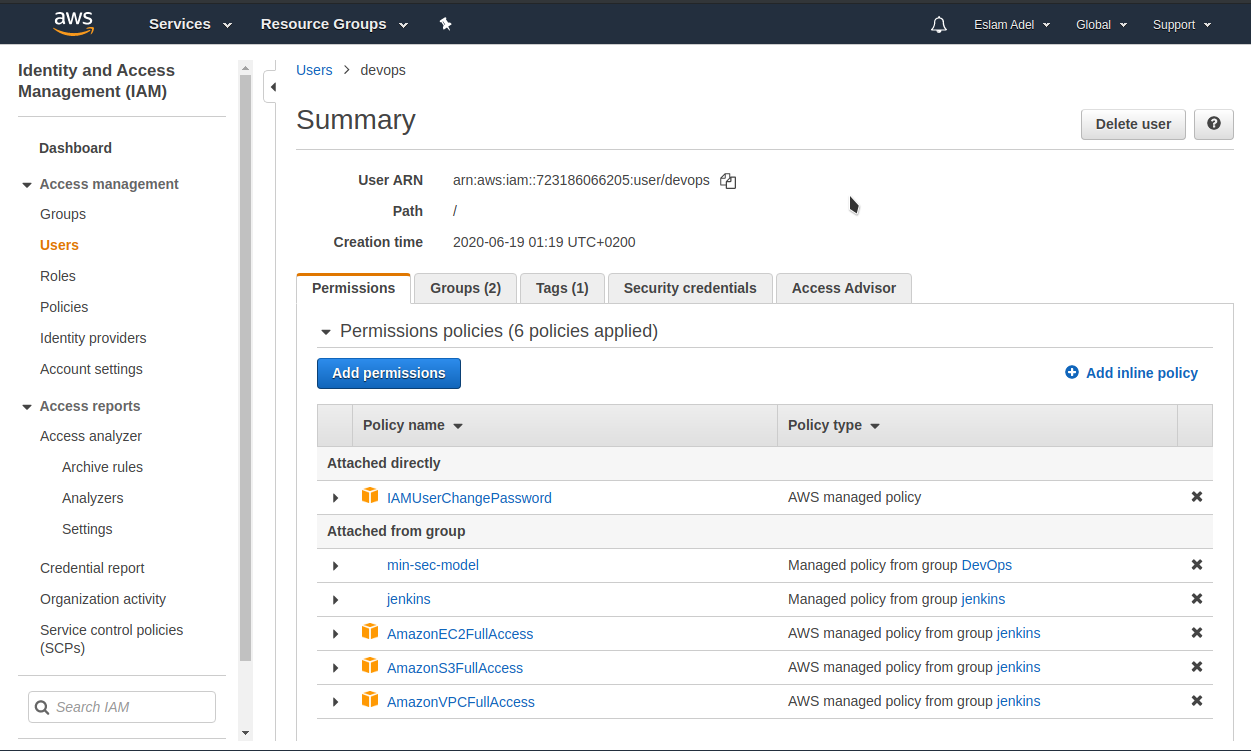 aws Services Resource Groups Eslam Adel Global Support
Identity and Access
Management (IAM)
Dashboard
Access management
Groups
Users
Roles
Policies
Identity providers
Account settings
Access reports
Access analyzer
Archive rules
Analyzers
Settings
Credential report
Organization activity
Service control policies
(SCPs)
Search IAM
Users > devops
Summary
Delete user ?
User ARN arn:aws:iam::723186066205:user/devops
Path /
Creation time 2020-06-19 01:19 UTC+0200
Permissions Groups (2) Tags (1) Security credentials Access Advisor
Permissions policies (6 policies applied)
Add permissions Add inline policy
Policy name Policy type
Attached directly
IAMUserChangePassword AWS managed policy
Attached from group
min-sec-model Managed policy from group DevOps
jenkins Managed policy from group jenkins
AmazonEC2FullAccess AWS managed policy from group jenkins
AmazonS3FullAccess AWS managed policy from group jenkins
AmazonVPCFullAccess AWS managed policy from group jenkins